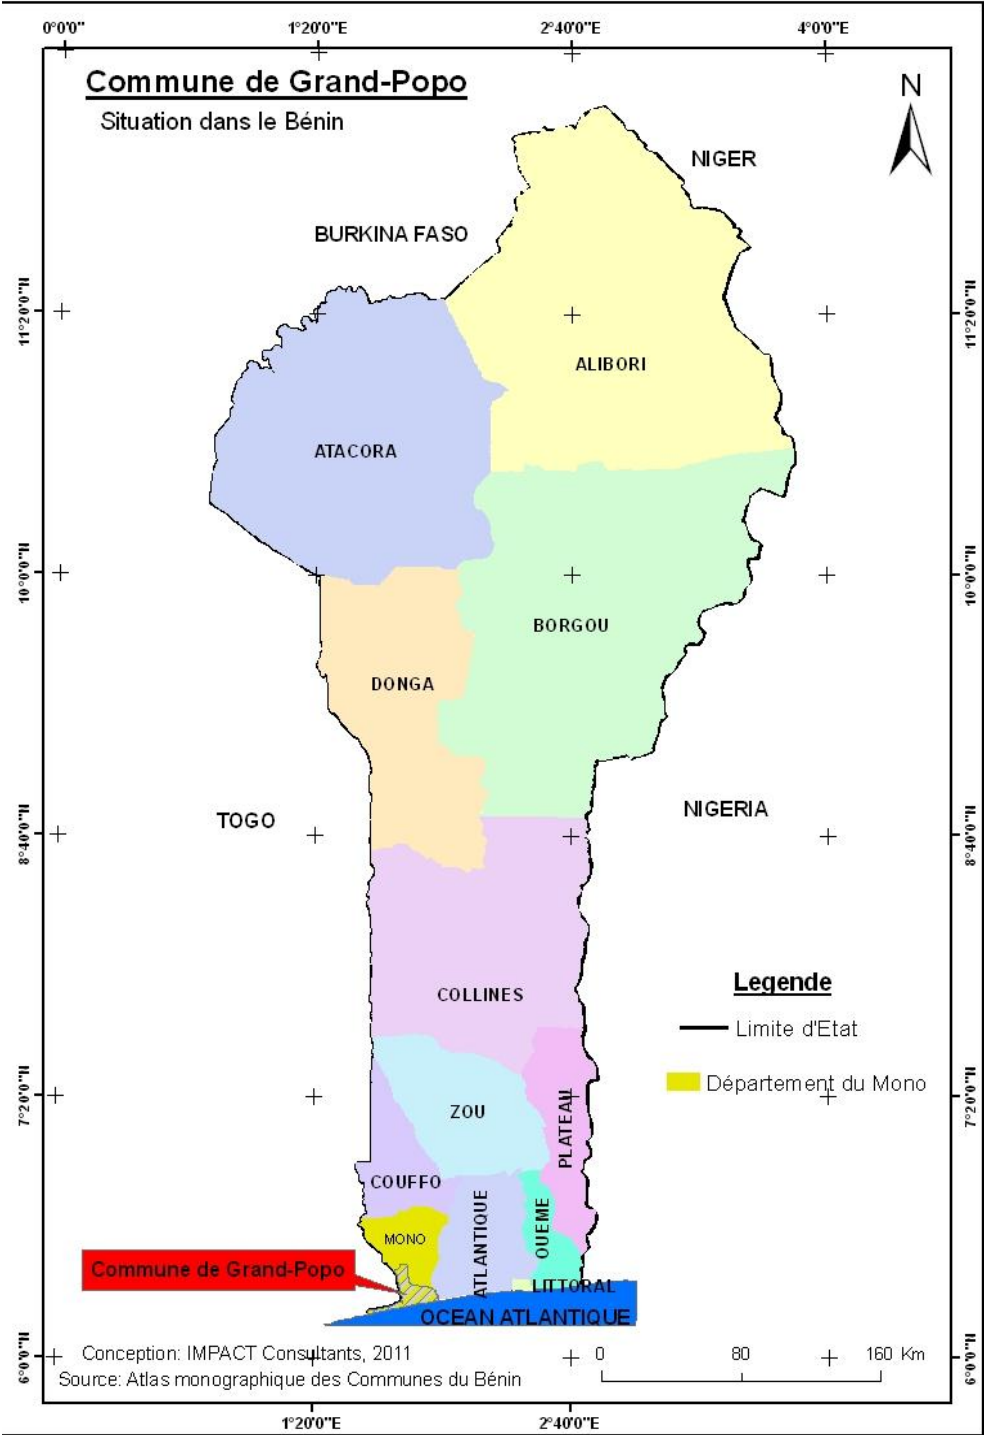 0°0'0"
1°20'0"E
2°40'0"E
4°0'0"E
Commune de Grand-Popo
Situation dans le Bénin
N
NIGER
BURKINA FASO
11°20'0"N
11°20'0"N
ALIBORI
ATACORA
10°0'0"N
10°0'0"N
BORGOU
DONGA
TOGO
NIGERIA
8°40'0"N
8°40'0"N
COLLINES
Legende
Limite d'Etat
Département du Mono
7°20'0"N
7°20'0"N
ZOU
PLATEAU
COUFFO
ATLANTIQUE
OUEME
MONO
Commune de Grand-Popo
LITTORAL
OCEAN ATLANTIQUE
Conception: IMPACT Consultants, 2011
0 80 160 Km
Source: Atlas monographique des Communes du Bénin
6°0'0"N
6°0'0"N
1°20'0"E
2°40'0"E